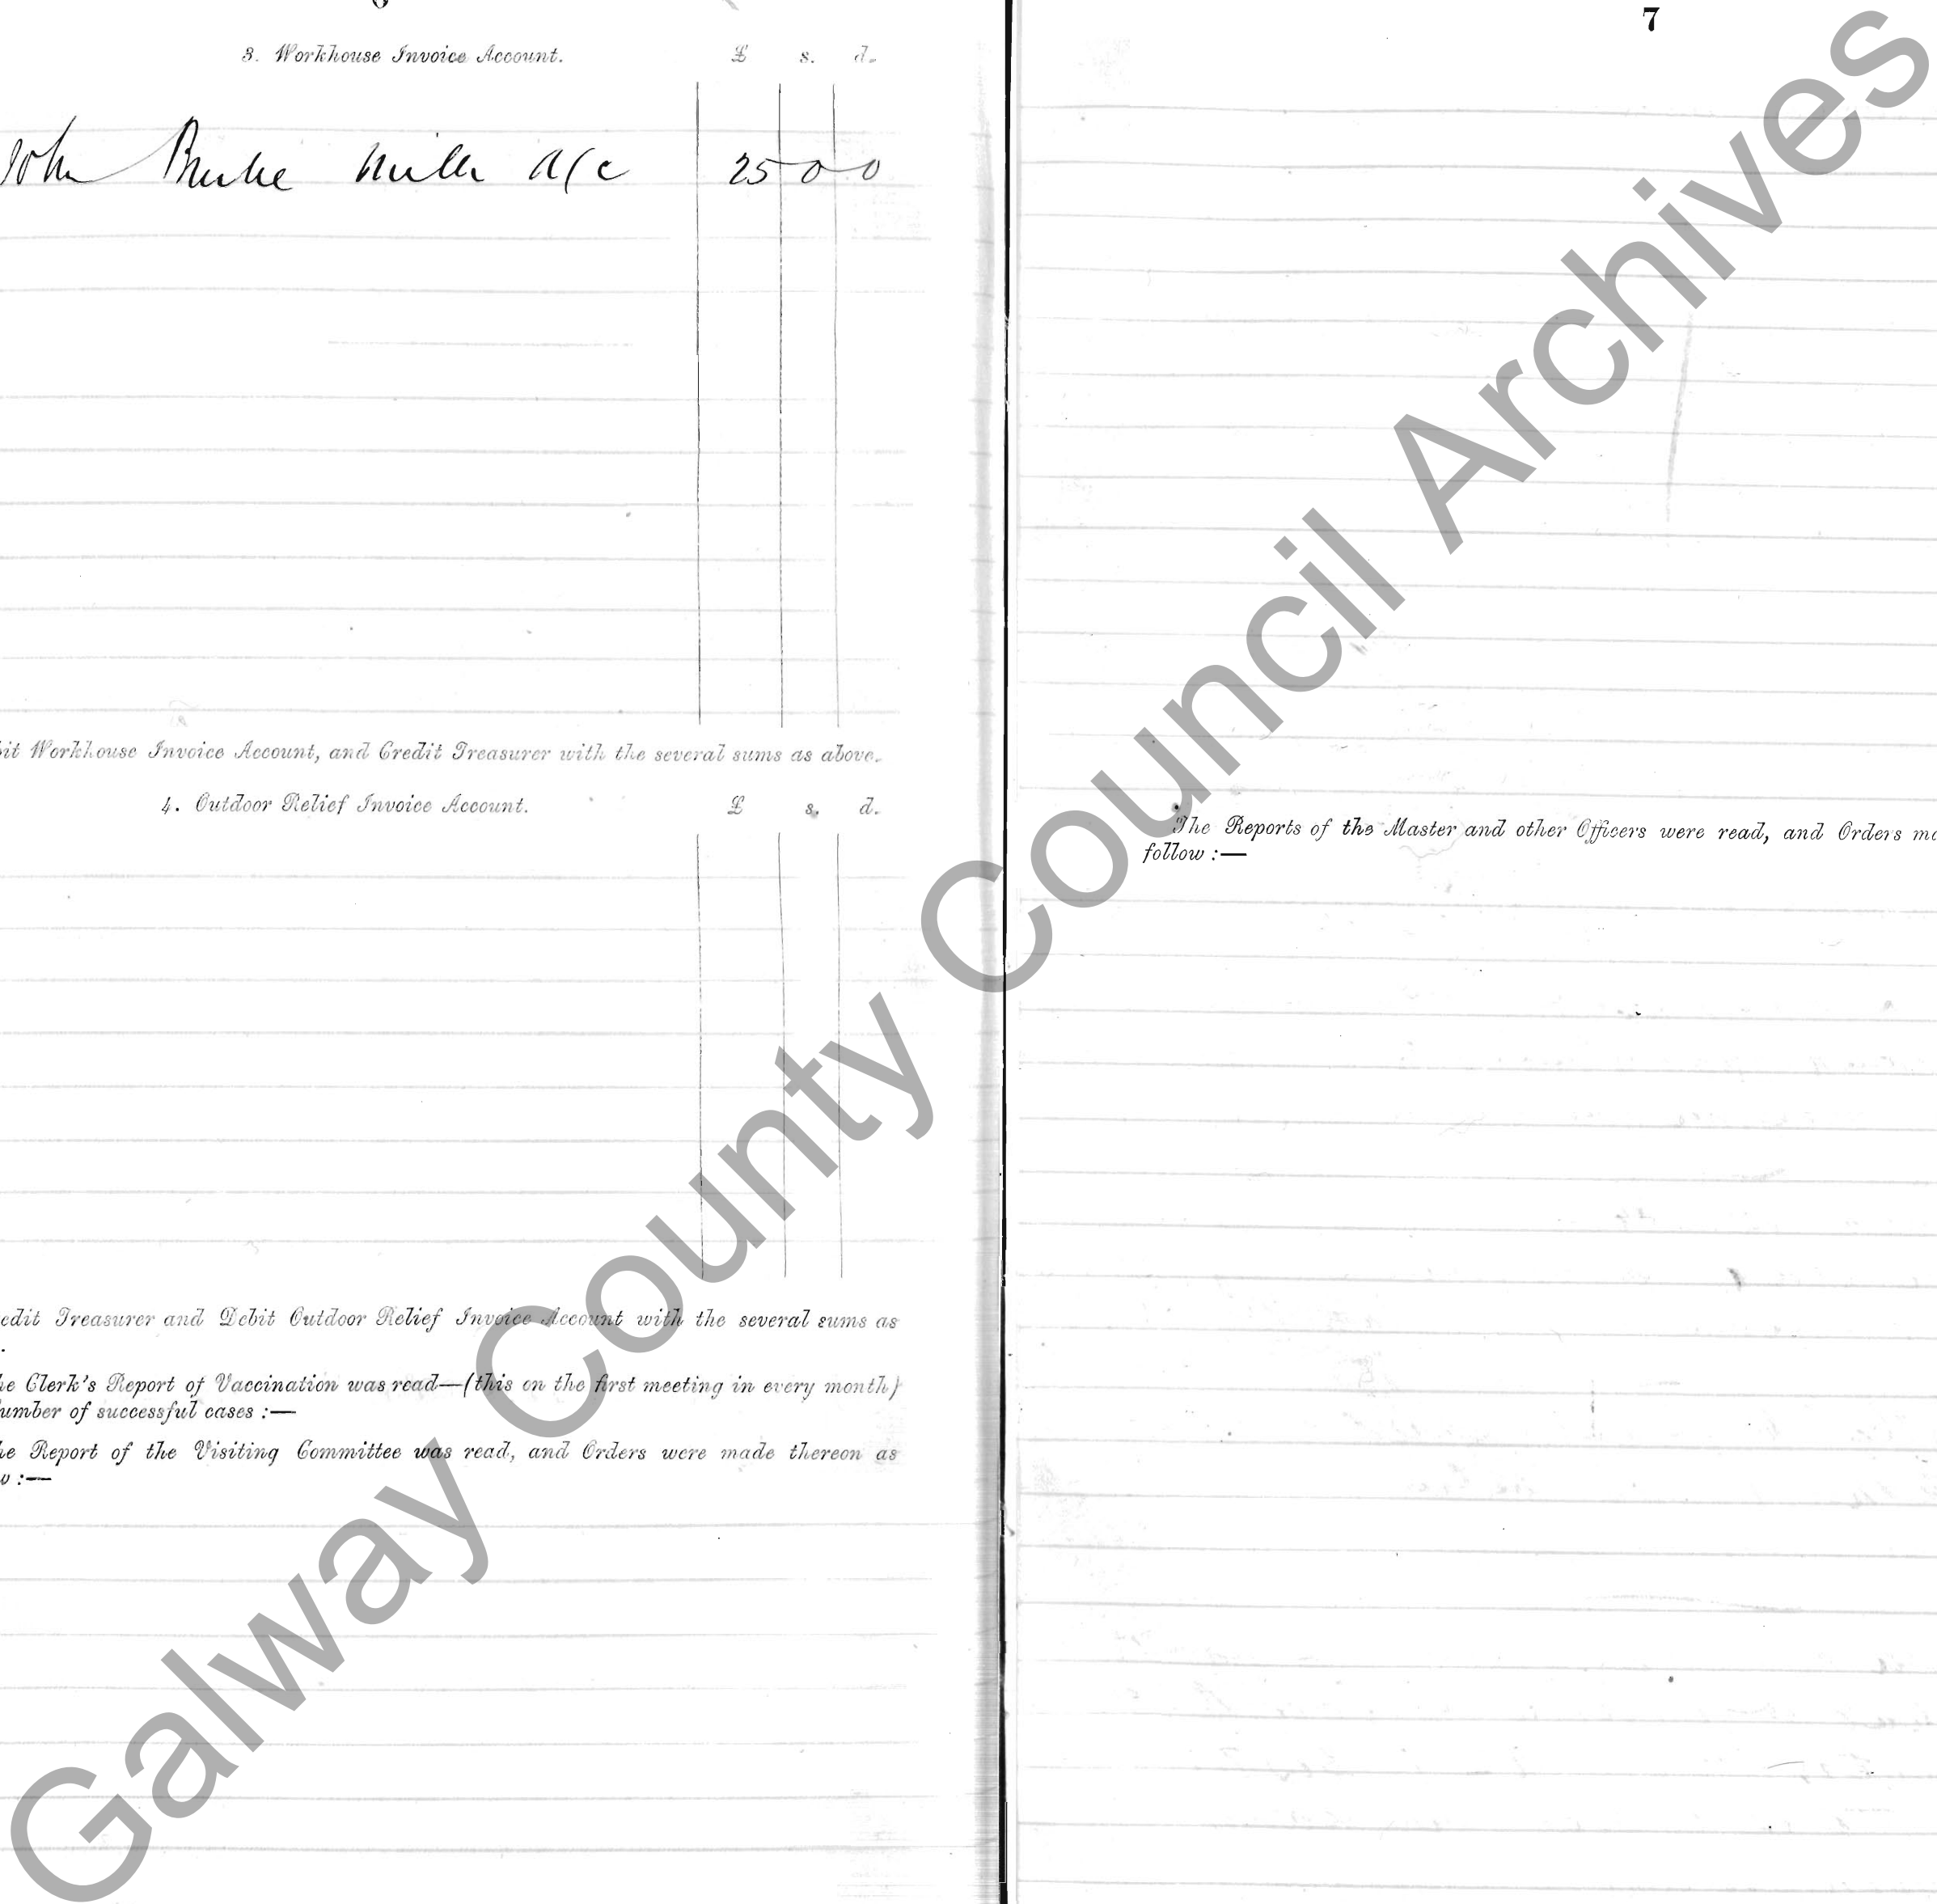 6
3. Workhouse Invoice Account. £ s. d.
John Burke Milk a/c 25 0 0
bit Workhouse Invoice Account, and Credit Treasurer with the several sums as above.
4. Outdoor Relief Invoice Account. £ s. d.
edit Treasurer and Debit Outdoor Relief Invoice Account with the several sums as
he Clerk's Report of Vaccination was read—(this on the first meeting in every month)
umber of successful cases :—
he Report of the Visiting Committee was read, and Orders were made thereon as
w :—
7
The Reports of the Master and other Officers were read, and Orders ma
follow :—
Galway County Council Archives